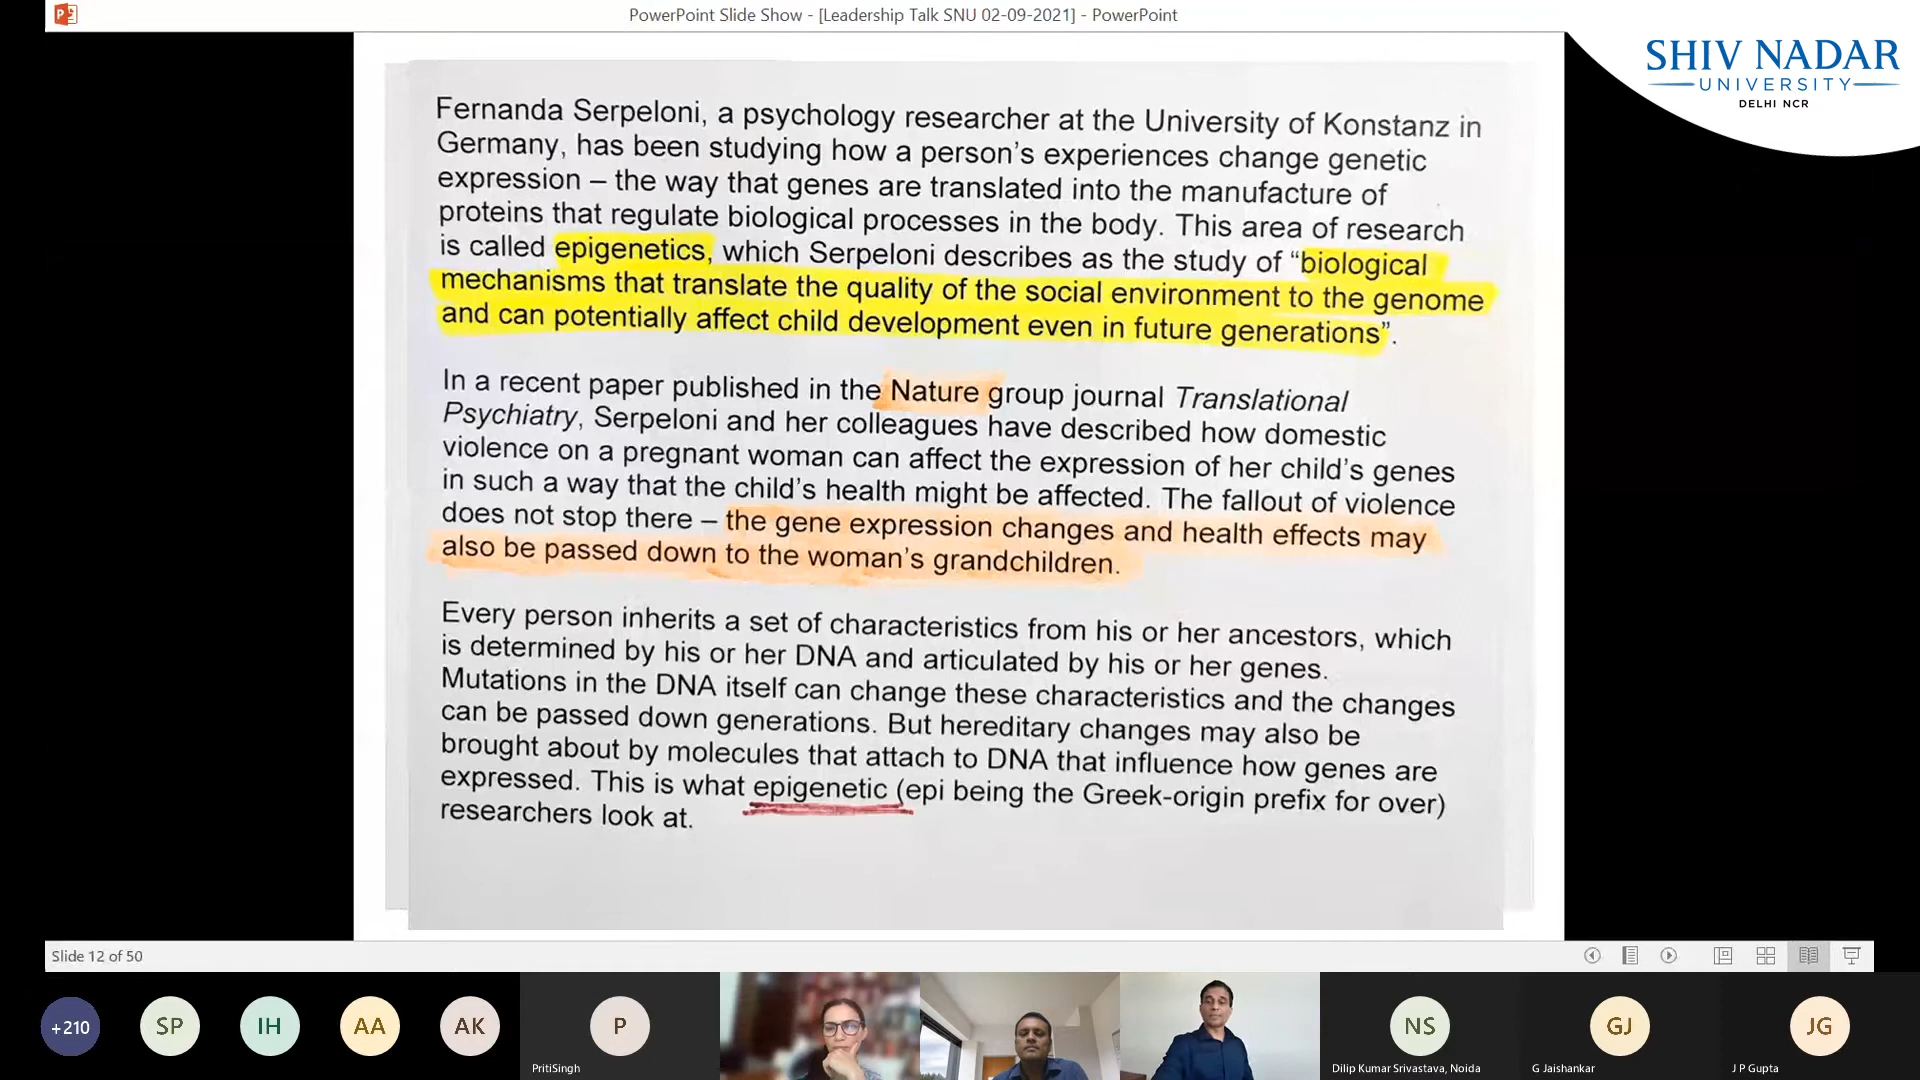 PowerPoint Slide Show - [Leadership Talk SNU 02-09-2021] - PowerPoint
SHIV NADAR
UNIVERSITY
DELHI NCR
Fernanda Serpeloni, a psychology researcher at the University of Konstanz in
Germany, has been studying how a person’s experiences change genetic
expression – the way that genes are translated into the manufacture of
proteins that regulate biological processes in the body. This area of research
is called epigenetics, which Serpeloni describes as the study of “biological
mechanisms that translate the quality of the social environment to the genome
and can potentially affect child development even in future generations”.
In a recent paper published in the Nature group journal Translational
Psychiatry, Serpeloni and her colleagues have described how domestic
violence on a pregnant woman can affect the expression of her child’s genes
in such a way that the child’s health might be affected. The fallout of violence
does not stop there – the gene expression changes and health effects may
also be passed down to the woman’s grandchildren.
Every person inherits a set of characteristics from his or her ancestors, which
is determined by his or her DNA and articulated by his or her genes.
Mutations in the DNA itself can change these characteristics and the changes
can be passed down generations. But hereditary changes may also be
brought about by molecules that attach to DNA that influence how genes are
expressed. This is what epigenetic (epi being the Greek-origin prefix for over)
researchers look at.
Slide 12 of 50
+210
SP
IH
AA
AK
P
PritiSingh
NS
Dilip Kumar Srivastava, Noida
GJ
G Jaishankar
JG
J P Gupta